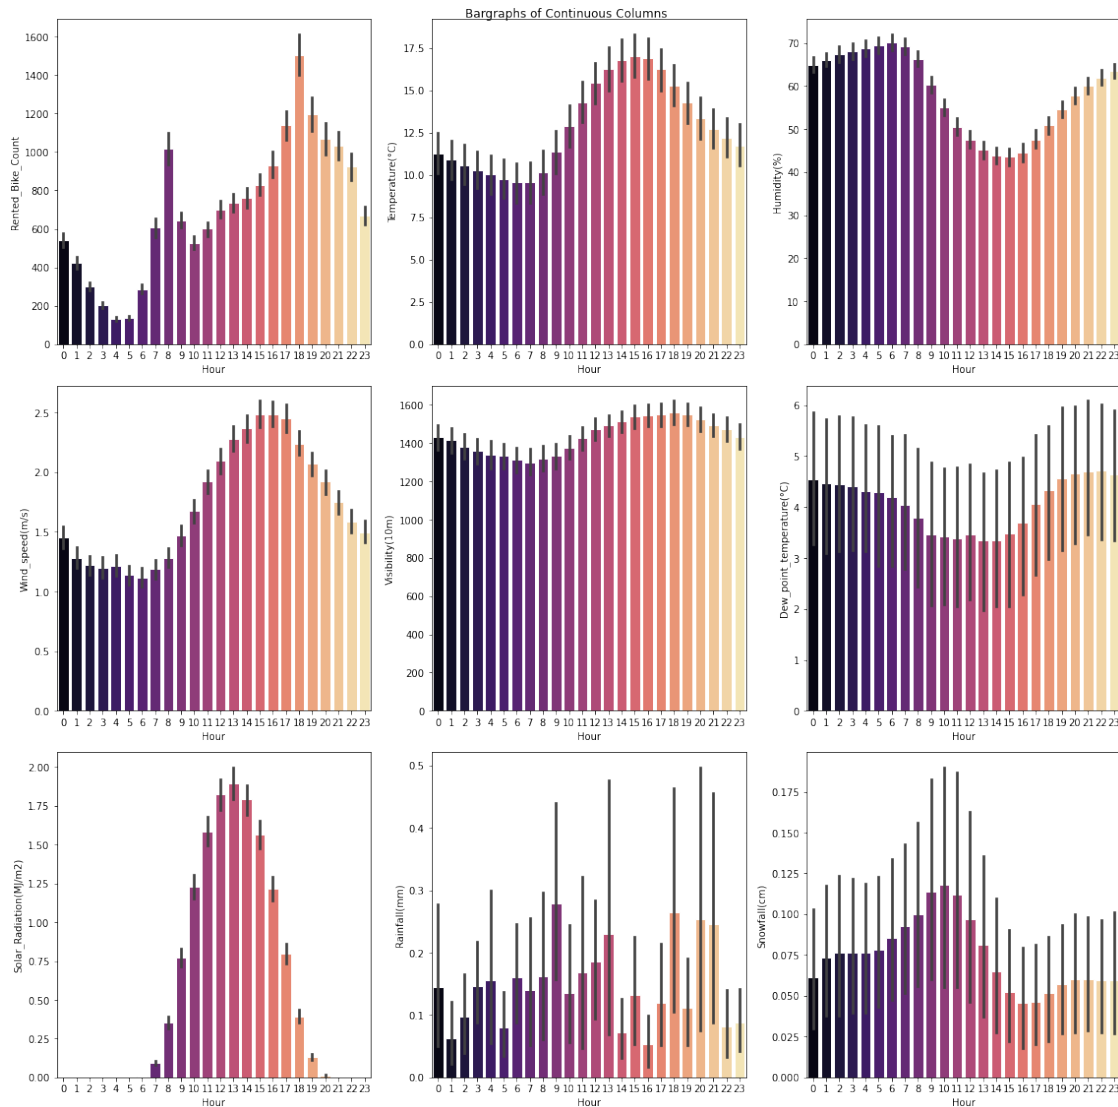 Bargraphs of Continuous Columns
Rented_Bike_Count
1600
1400
1200
1000
800
600
400
200
0
0 1 2 3 4 5 6 7 8 9 10 11 12 13 14 15 16 17 18 19 20 21 22 23
Hour
Temperature(°C)
17.5
15.0
12.5
10.0
7.5
5.0
2.5
0.0
0 1 2 3 4 5 6 7 8 9 10 11 12 13 14 15 16 17 18 19 20 21 22 23
Hour
Humidity(%)
70
60
50
40
30
20
10
0
0 1 2 3 4 5 6 7 8 9 10 11 12 13 14 15 16 17 18 19 20 21 22 23
Hour
Wind_speed(m/s)
2.5
2.0
1.5
1.0
0.5
0.0
0 1 2 3 4 5 6 7 8 9 10 11 12 13 14 15 16 17 18 19 20 21 22 23
Hour
Visibility(10m)
1600
1400
1200
1000
800
600
400
200
0
0 1 2 3 4 5 6 7 8 9 10 11 12 13 14 15 16 17 18 19 20 21 22 23
Hour
Dew_point_temperature(°C)
6
5
4
3
2
1
0
0 1 2 3 4 5 6 7 8 9 10 11 12 13 14 15 16 17 18 19 20 21 22 23
Hour
Solar_Radiation(MJ/m2)
2.00
1.75
1.50
1.25
1.00
0.75
0.50
0.25
0.00
0 1 2 3 4 5 6 7 8 9 10 11 12 13 14 15 16 17 18 19 20 21 22 23
Hour
Rainfall(mm)
0.5
0.4
0.3
0.2
0.1
0.0
0 1 2 3 4 5 6 7 8 9 10 11 12 13 14 15 16 17 18 19 20 21 22 23
Hour
Snowfall(cm)
0.175
0.150
0.125
0.100
0.075
0.050
0.025
0.000
0 1 2 3 4 5 6 7 8 9 10 11 12 13 14 15 16 17 18 19 20 21 22 23
Hour